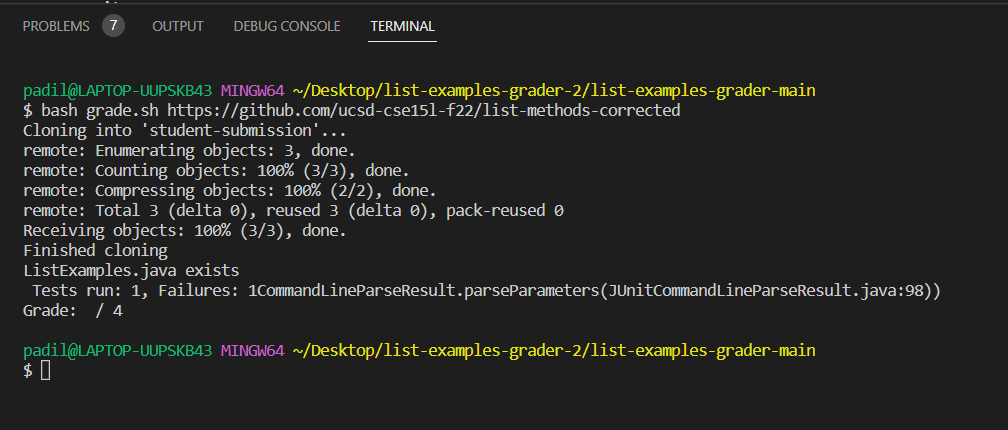 PROBLEMS 7 OUTPUT DEBUG CONSOLE TERMINAL
padil@LAPTOP-UUPSKB43 MINGW64 ~/Desktop/list-examples-grader-2/list-examples-grader-main
$ bash grade.sh https://github.com/ucsd-cse15l-f22/list-methods-corrected
Cloning into 'student-submission'...
remote: Enumerating objects: 3, done.
remote: Counting objects: 100% (3/3), done.
remote: Compressing objects: 100% (2/2), done.
remote: Total 3 (delta 0), reused 3 (delta 0), pack-reused 0
Receiving objects: 100% (3/3), done.
Finished cloning
ListExamples.java exists
 Tests run: 1, Failures: 1CommandLineParseResult.parseParameters(JUnitCommandLineParseResult.java:98))
Grade:  / 4
padil@LAPTOP-UUPSKB43 MINGW64 ~/Desktop/list-examples-grader-2/list-examples-grader-main
$